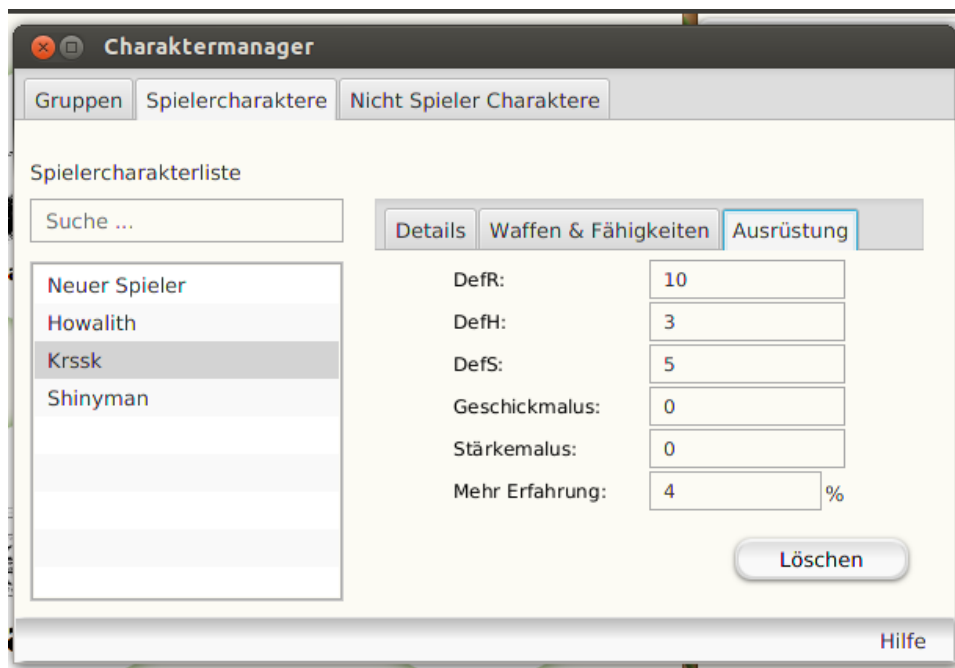 Charaktermanager
Gruppen Spielercharaktere Nicht Spieler Charaktere
Spielercharakterliste
Suche ...
Neuer Spieler
Howalith
Krssk
Shinyman
Details Waffen & Fähigkeiten Ausrüstung
DefR: 10
DefH: 3
DefS: 5
Geschickmalus: 0
Stärkemalus: 0
Mehr Erfahrung: 4 %
Löschen
Hilfe